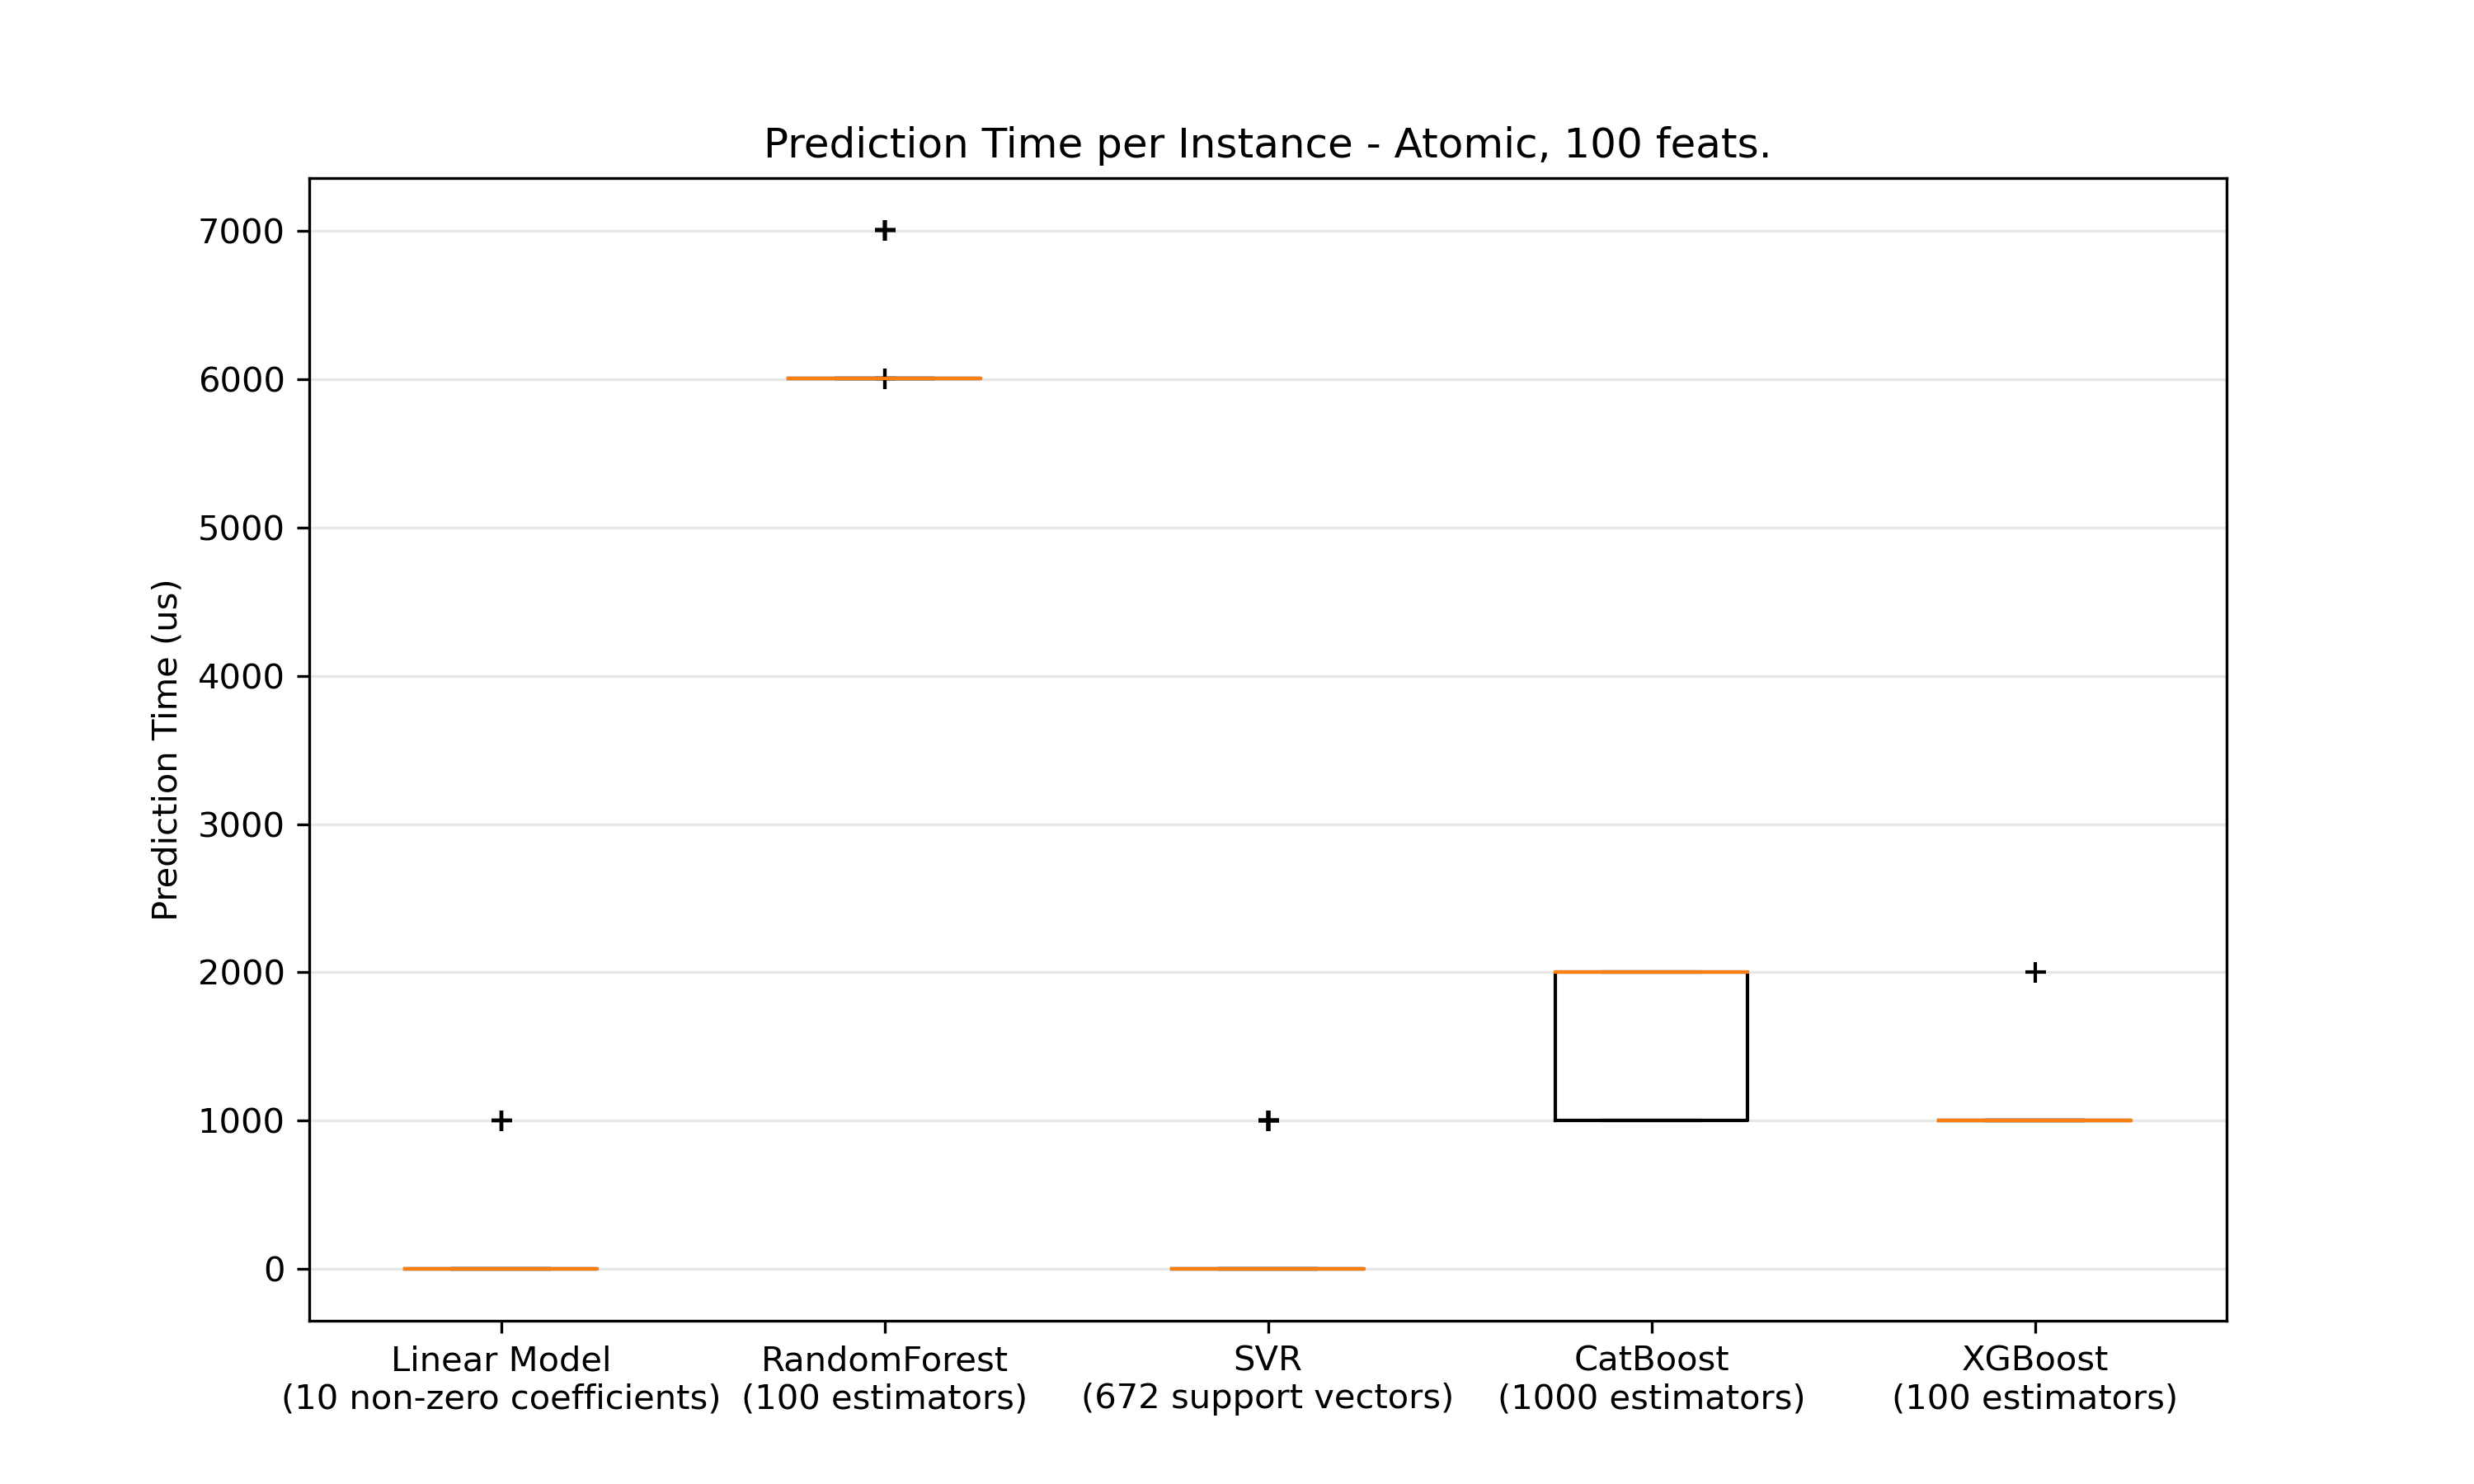 Prediction Time per Instance - Atomic, 100 feats.
Prediction Time (us)
7000
6000
5000
4000
3000
2000
1000
0
Linear Model
(10 non-zero coefficients)
RandomForest
(100 estimators)
SVR
(672 support vectors)
CatBoost
(1000 estimators)
XGBoost
(100 estimators)